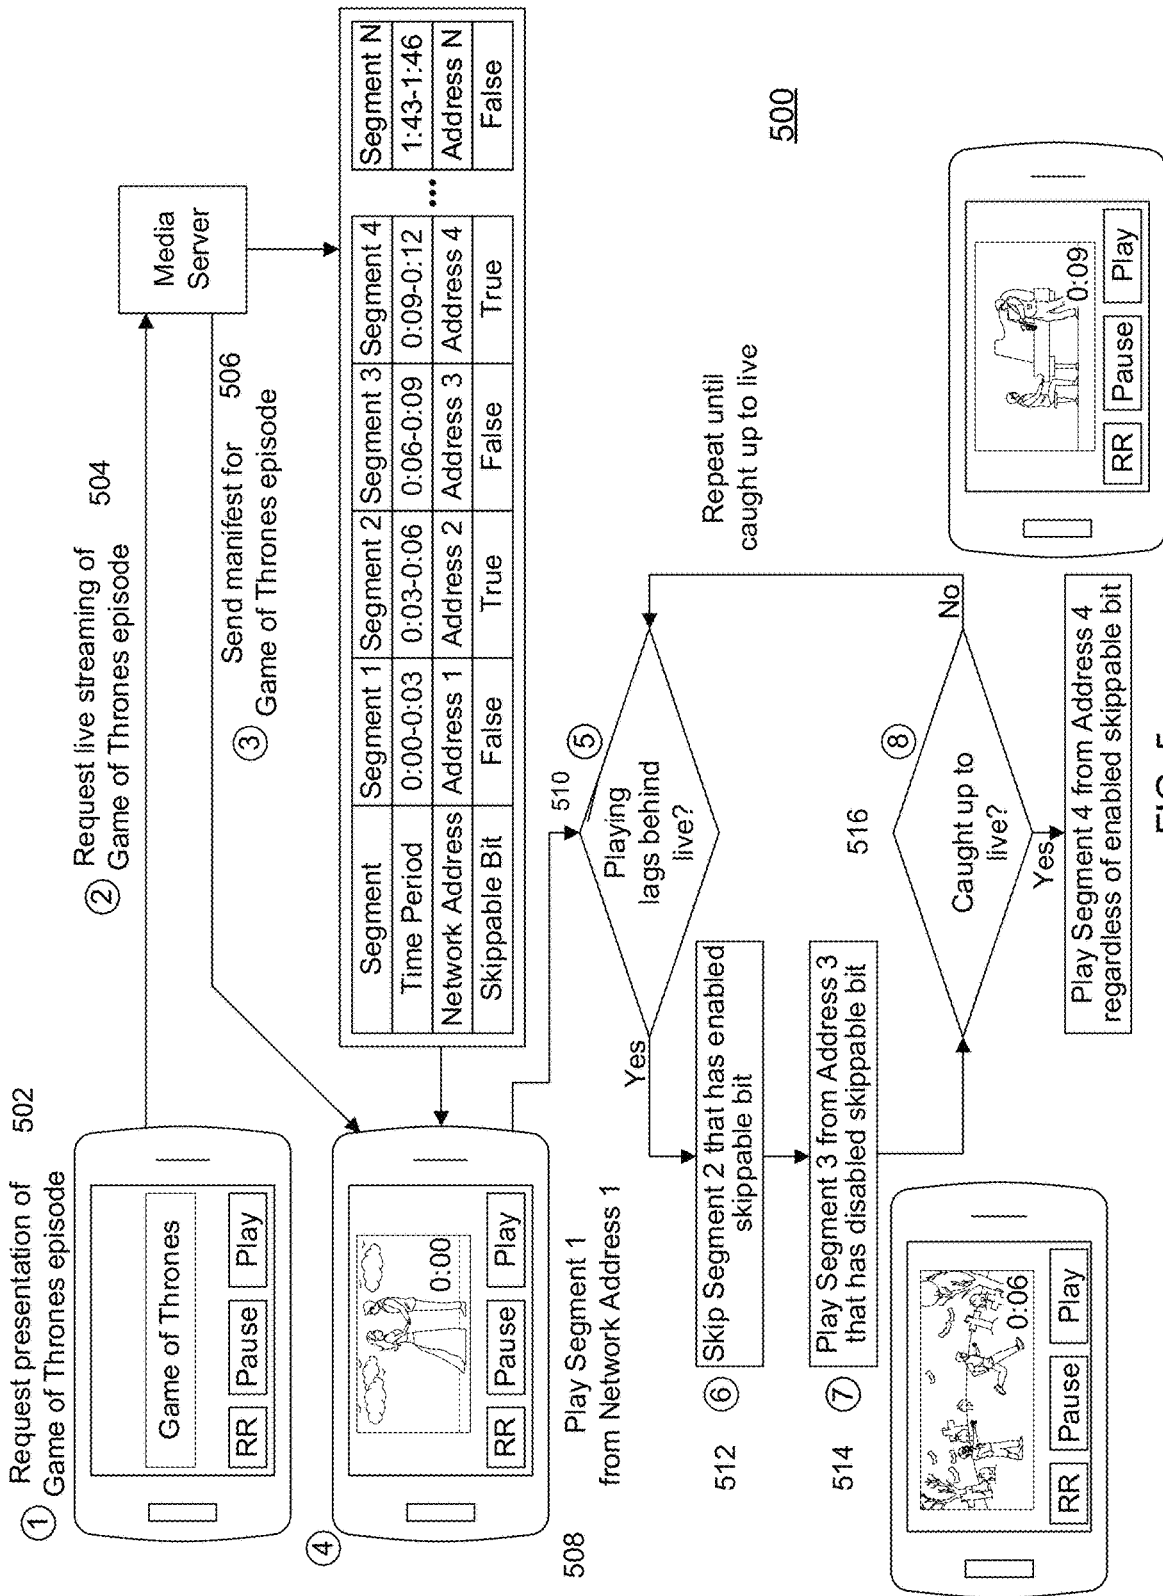 ① Request presentation of
Game of Thrones episode
502
Game of Thrones
RR
Pause
Play
② Request live streaming of
Game of Thrones episode
504
Media
Server
③ Send manifest for
Game of Thrones episode
506
Segment Segment 1 Segment 2 Segment 3 Segment 4 ... Segment N
Time Period 0:00-0:03 0:03-0:06 0:06-0:09 0:09-0:12 1:43-1:46
Network Address Address 1 Address 2 Address 3 Address 4 Address N
Skippable Bit False True False True False
④
0:00
RR
Pause
Play
508
Play Segment 1
from Network Address 1
510
⑤
Playing
lags behind
live?
Yes
512
⑥
Skip Segment 2 that has enabled
skippable bit
514
⑦
Play Segment 3 from Address 3
that has disabled skippable bit
0:06
RR
Pause
Play
516
⑧
Caught up to
live?
No
Repeat until
caught up to live
Yes
Play Segment 4 from Address 4
regardless of enabled skippable bit
0:09
RR
Pause
Play
500